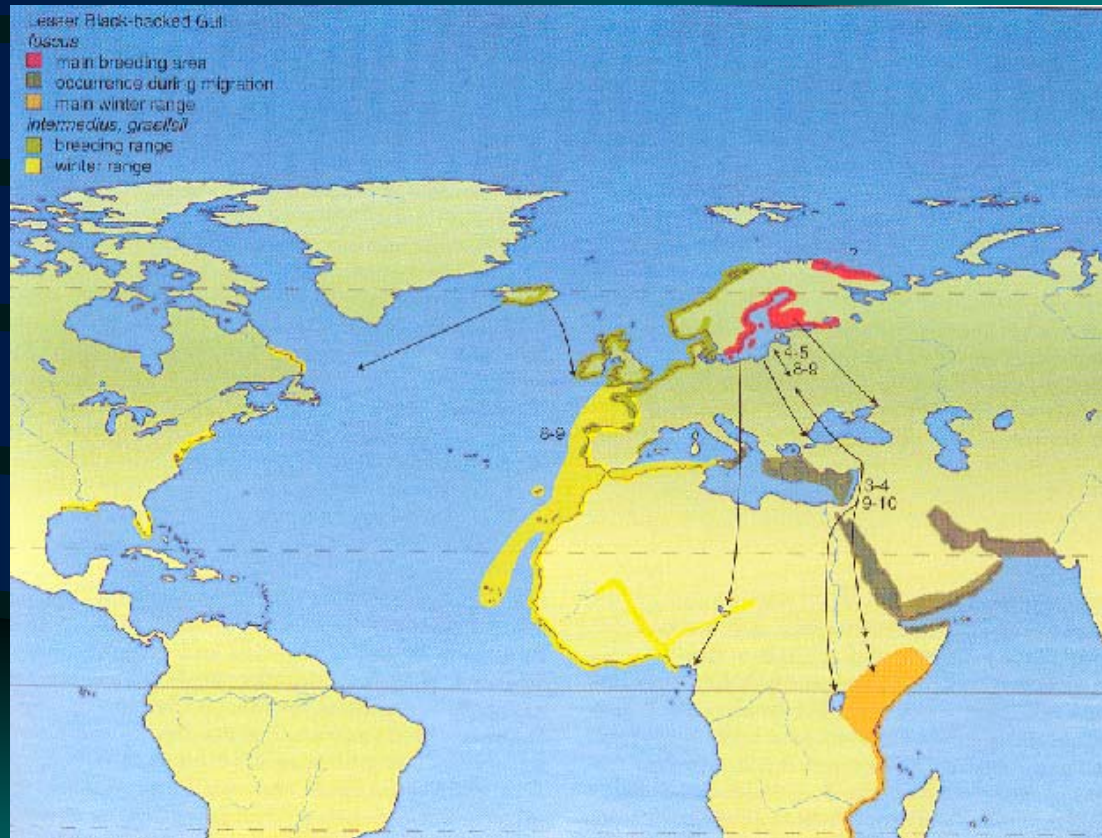 Lesser Black-backed Gull
fuscus
main breeding area
occurrence during migration
main winter range
intermedius, graellsii
breeding range
winter range
?
4-5
8-9
8-9
3-4
9-10